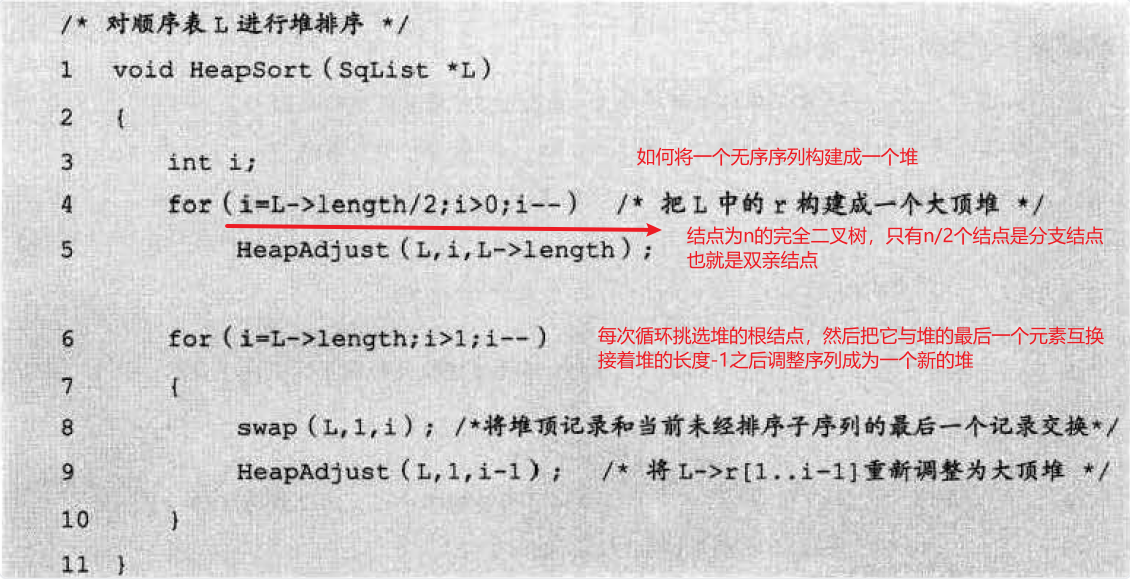 /* 对顺序表 L 进行堆排序 */
1 void HeapSort(SqList *L)
2 {
3 int i;
如何将一个无序序列构建成一个堆
4 for(i=L->length/2;i>0;i--) /* 把 L 中的 r 构建成一个大顶堆 */
结点为n的完全二叉树，只有n/2个结点是分支结点
5 HeapAdjust(L,i,L->length);
也就是双亲结点
6 for(i=L->length;i>1;i--)
每次循环挑选堆的根结点，然后把它与堆的最后一个元素互换
接着堆的长度-1之后调整序列成为一个新的堆
7 {
8 swap(L,1,i); /*将堆顶记录和当前未经排序子序列的最后一个记录交换*/
9 HeapAdjust(L,1,i-1); /* 将 L->r[1..i-1]重新调整为大顶堆 */
10 }
11 }